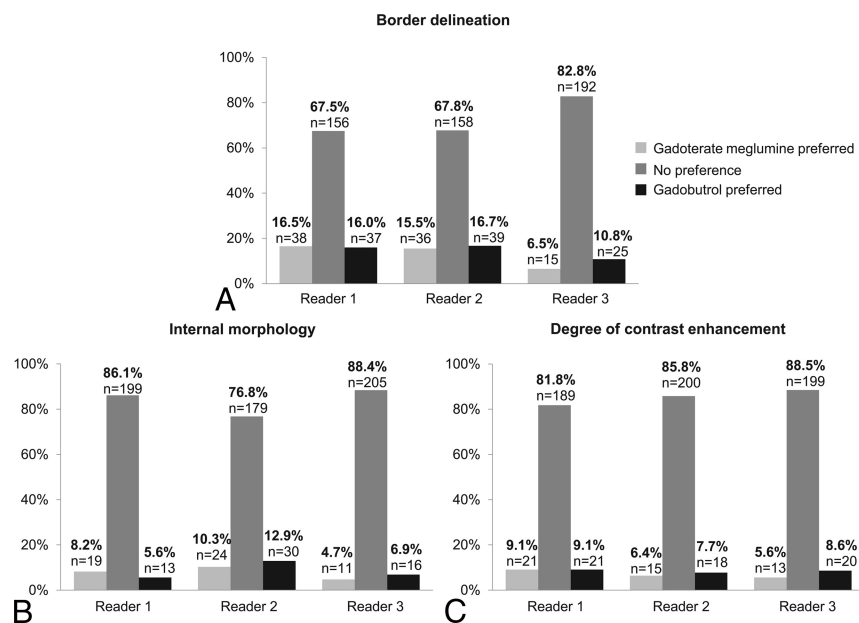 Border delineation
100%
80%
60%
40%
20%
0%
67.5%
n=156
16.5%
n=38
16.0%
n=37
67.8%
n=158
15.5%
n=36
16.7%
n=39
82.8%
n=192
6.5%
n=15
10.8%
n=25
Reader 1 Reader 2 Reader 3
Gadoterate meglumine preferred
No preference
Gadobutrol preferred
A
Internal morphology
100%
80%
60%
40%
20%
0%
86.1%
n=199
8.2%
n=19
5.6%
n=13
76.8%
n=179
10.3%
n=24
12.9%
n=30
88.4%
n=205
4.7%
n=11
6.9%
n=16
Reader 1 Reader 2 Reader 3
B
Degree of contrast enhancement
100%
80%
60%
40%
20%
0%
81.8%
n=189
9.1%
n=21
9.1%
n=21
85.8%
n=200
6.4%
n=15
7.7%
n=18
88.5%
n=199
5.6%
n=13
8.6%
n=20
Reader 1 Reader 2 Reader 3
C